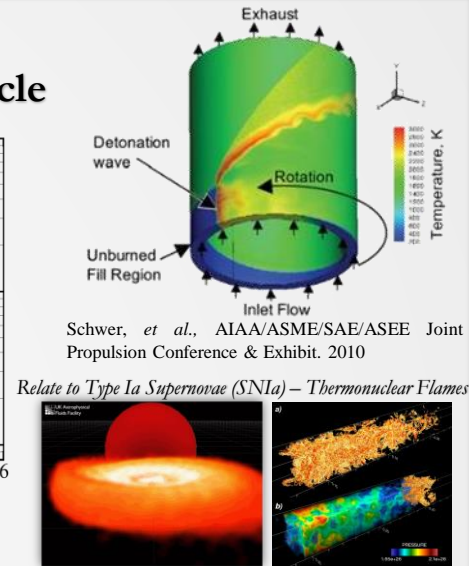 cle
Exhaust
Detonation
wave
Rotation
Temperature, K
Unburned
Fill Region
Inlet Flow
Schwer, et al., AIAA/ASME/SAE/ASEE Joint
Propulsion Conference & Exhibit. 2010
Relate to Type Ia Supernovae (SNIa) – Thermonuclear Flames
6
a)
b)
PRESSURE